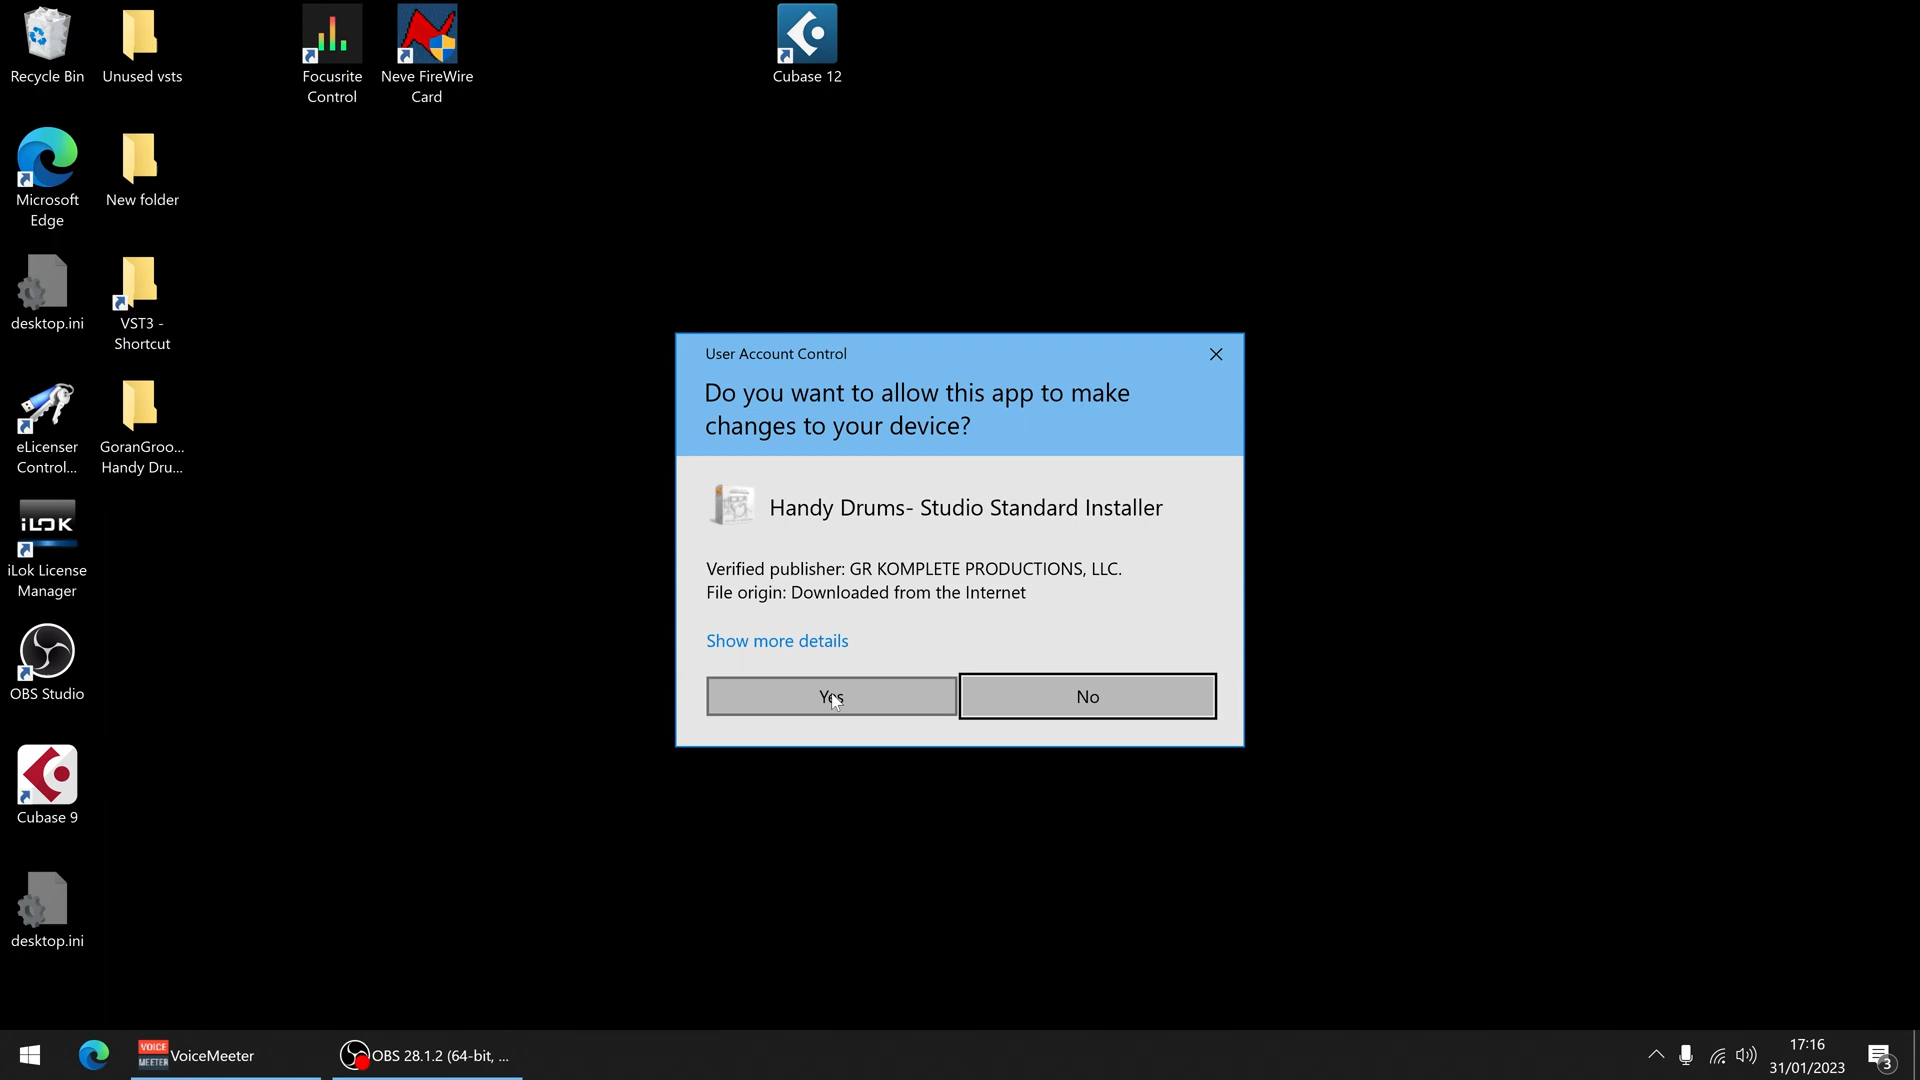 Recycle Bin
Unused vsts
Focusrite
Control
Neve FireWire
Card
Cubase 12
Microsoft
Edge
New folder
desktop.ini
VST3 -
Shortcut
eLicenser
Control...
GoranGroo...
Handy Dru...
iLOK
iLok License
Manager
OBS Studio
Cubase 9
desktop.ini
User Account Control
Do you want to allow this app to make
changes to your device?
Handy Drums- Studio Standard Installer
Verified publisher: GR KOMPLETE PRODUCTIONS, LLC.
File origin: Downloaded from the Internet
Show more details
Yes
No
VOICE
MEETER
VoiceMeeter
OBS 28.1.2 (64-bit, ...
17:16
31/01/2023
3